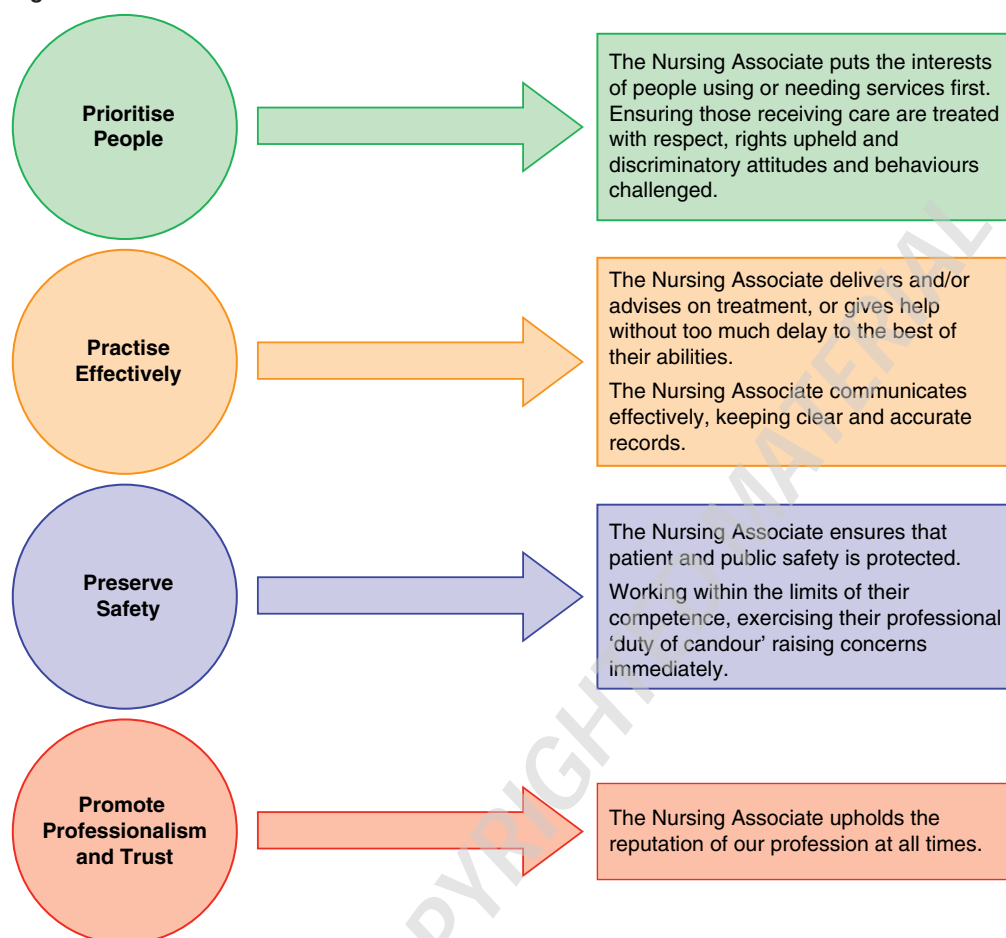 Prioritise
People
The Nursing Associate puts the interests
of people using or needing services first.
Ensuring those receiving care are treated
with respect, rights upheld and
discriminatory attitudes and behaviours
challenged.
Practise
Effectively
The Nursing Associate delivers and/or
advises on treatment, or gives help
without too much delay to the best of
their abilities.
The Nursing Associate communicates
effectively, keeping clear and accurate
records.
Preserve
Safety
The Nursing Associate ensures that
patient and public safety is protected.
Working within the limits of their
competence, exercising their professional
‘duty of candour’ raising concerns
immediately.
Promote
Professionalism
and Trust
The Nursing Associate upholds the
reputation of our profession at all times.
PYRIGHTED MATERIAL